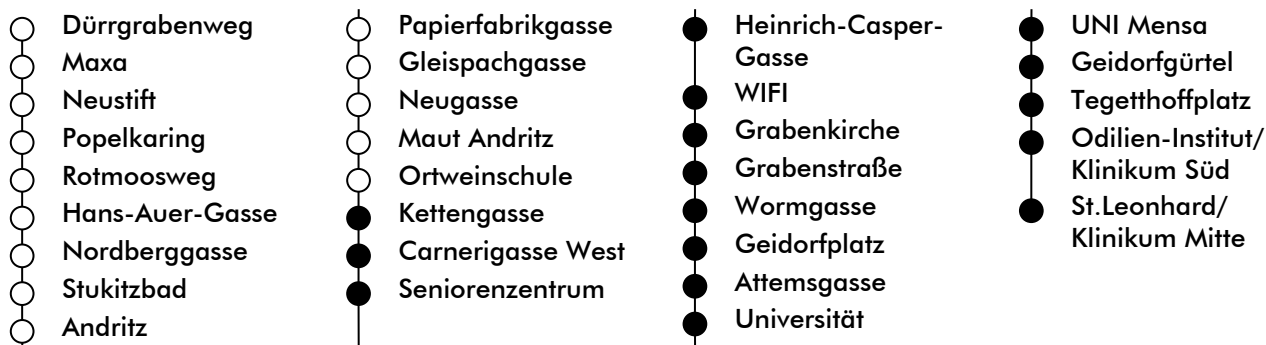 Dürrgrabenweg
Maxa
Neustift
Popelkaring
Rotmoosweg
Hans-Auer-Gasse
Nordberggasse
Stukitzbad
Andritz
Papierfabrikgasse
Gleispachgasse
Neugasse
Maut Andritz
Ortweinschule
Kettengasse
Carnerigasse West
Seniorenzentrum
Heinrich-Casper-
Gasse
WIFI
Grabenkirche
Grabenstraße
Wormgasse
Geidorfplatz
Attemsgasse
Universität
UNI Mensa
Geidorfgürtel
Tegetthoffplatz
Odilien-Institut/
Klinikum Süd
St.Leonhard/
Klinikum Mitte